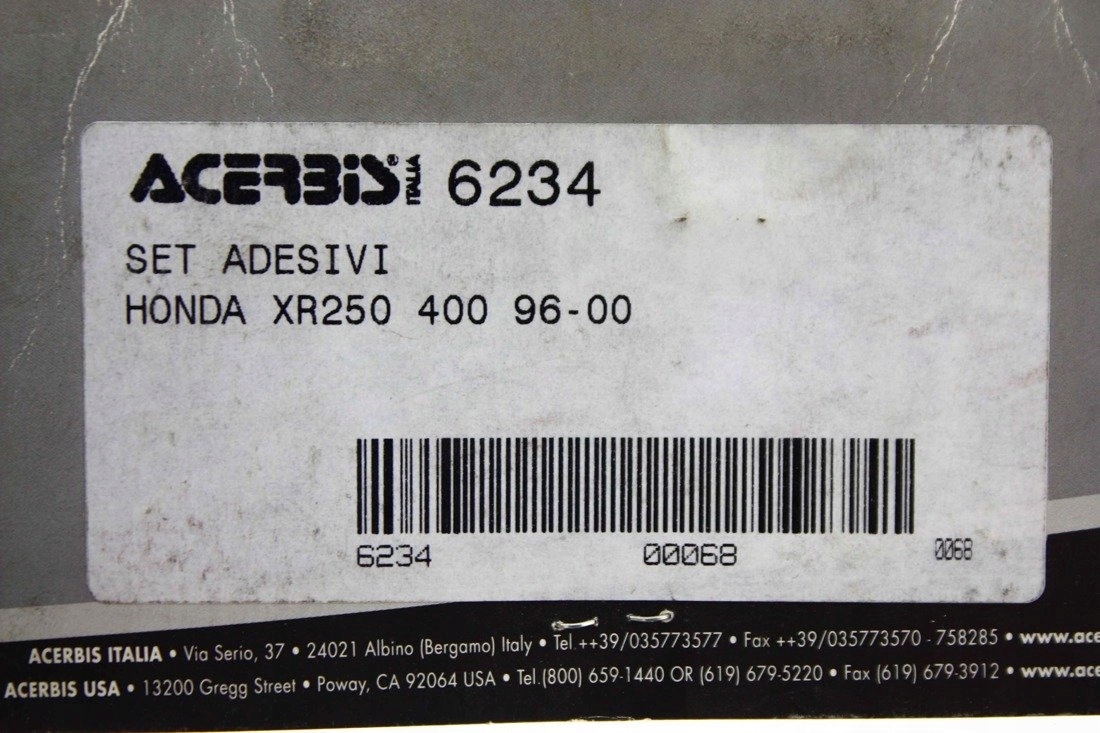 ACERBIS® ITALIA 6234
SET ADESIVI
HONDA XR250 400 96-00
6234 00068 0068
ACERBIS ITALIA • Via Serio, 37 • 24021 Albino (Bergamo) Italy • Tel.++39/035773577 • Fax ++39/035773570 - 758285 • www.ace
ACERBIS USA • 13200 Gregg Street • Poway, CA 92064 USA • Tel.(800) 659-1440 OR (619) 679-5220 • Fax (619) 679-3912 • www.ace